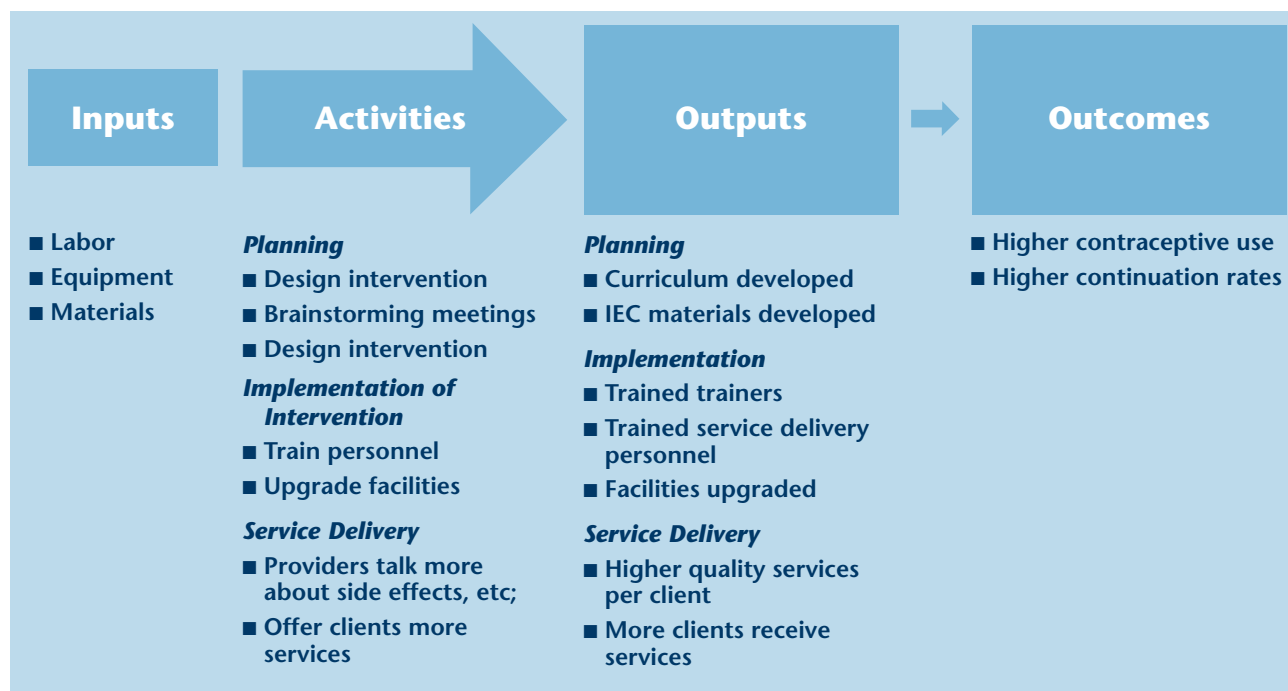 Inputs
Activities
Outputs
Outcomes
■ Labor
■ Equipment
■ Materials
Planning
■ Design intervention
■ Brainstorming meetings
■ Design intervention
Implementation of
Intervention
■ Train personnel
■ Upgrade facilities
Service Delivery
■ Providers talk more
about side effects, etc;
■ Offer clients more
services
Planning
■ Curriculum developed
■ IEC materials developed
Implementation
■ Trained trainers
■ Trained service delivery
personnel
■ Facilities upgraded
Service Delivery
■ Higher quality services
per client
■ More clients receive
services
■ Higher contraceptive use
■ Higher continuation rates